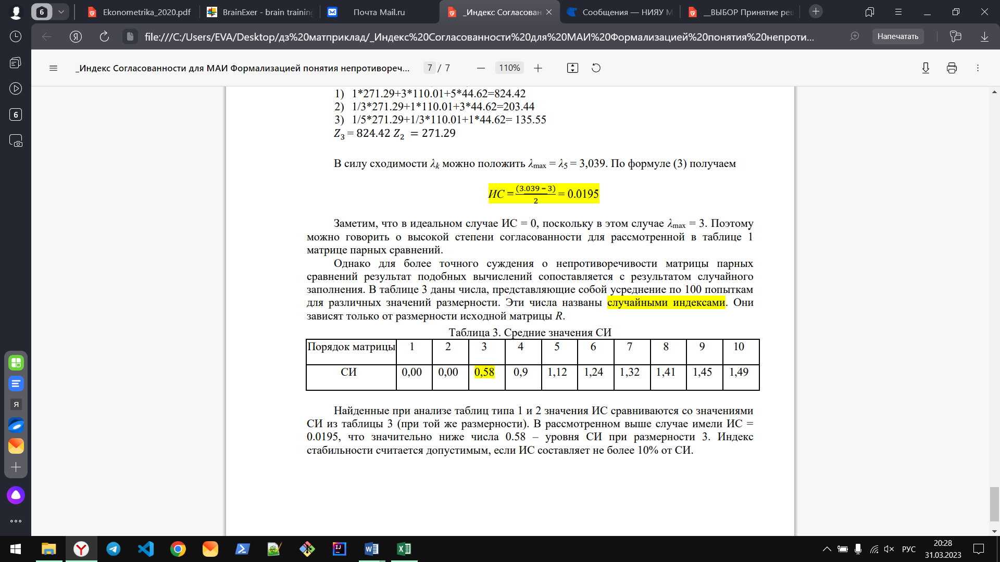 6
Ekonometrika_2020.pdf
BrainExer - brain training
Почта Mail.ru
_Индекс Согласован
Сообщения — НИЯУ М
__ВЫБОР Принятие реш
file:///C:/Users/EVA/Desktop/дз%20матприклад/_Индекс%20Согласованности%20для%20МАИ%20Формализацией%20понятия%20непроти...
Напечатать
_Индекс Согласованности для МАИ Формализацией понятия непротивореч...
7 / 7
110%
6
1) 1*271.29+3*110.01+5*44.62=824.42
2) 1/3*271.29+1*110.01+3*44.62=203.44
3) 1/5*271.29+1/3*110.01+1*44.62= 135.55
Z₃ = 824.42 Z₂ = 271.29
В силу сходимости λₖ можно положить λmax = λ₅ = 3,039. По формуле (3) получаем
ИС = (3.039 − 3)/2 = 0.0195
Заметим, что в идеальном случае ИС = 0, поскольку в этом случае λmax = 3. Поэтому
можно говорить о высокой степени согласованности для рассмотренной в таблице 1
матрице парных сравнений.
Однако для более точного суждения о непротиворечивости матрицы парных
сравнений результат подобных вычислений сопоставляется с результатом случайного
заполнения. В таблице 3 даны числа, представляющие собой усреднение по 100 попыткам
для различных значений размерности. Эти числа названы случайными индексами. Они
зависят только от размерности исходной матрицы R.
Таблица 3. Средние значения СИ
Порядок матрицы 1 2 3 4 5 6 7 8 9 10
СИ 0,00 0,00 0,58 0,9 1,12 1,24 1,32 1,41 1,45 1,49
Найденные при анализе таблиц типа 1 и 2 значения ИС сравниваются со значениями
СИ из таблицы 3 (при той же размерности). В рассмотренном выше случае имели ИС =
0.0195, что значительно ниже числа 0.58 – уровня СИ при размерности 3. Индекс
стабильности считается допустимым, если ИС составляет не более 10% от СИ.
Я
РУС
20:28
31.03.2023